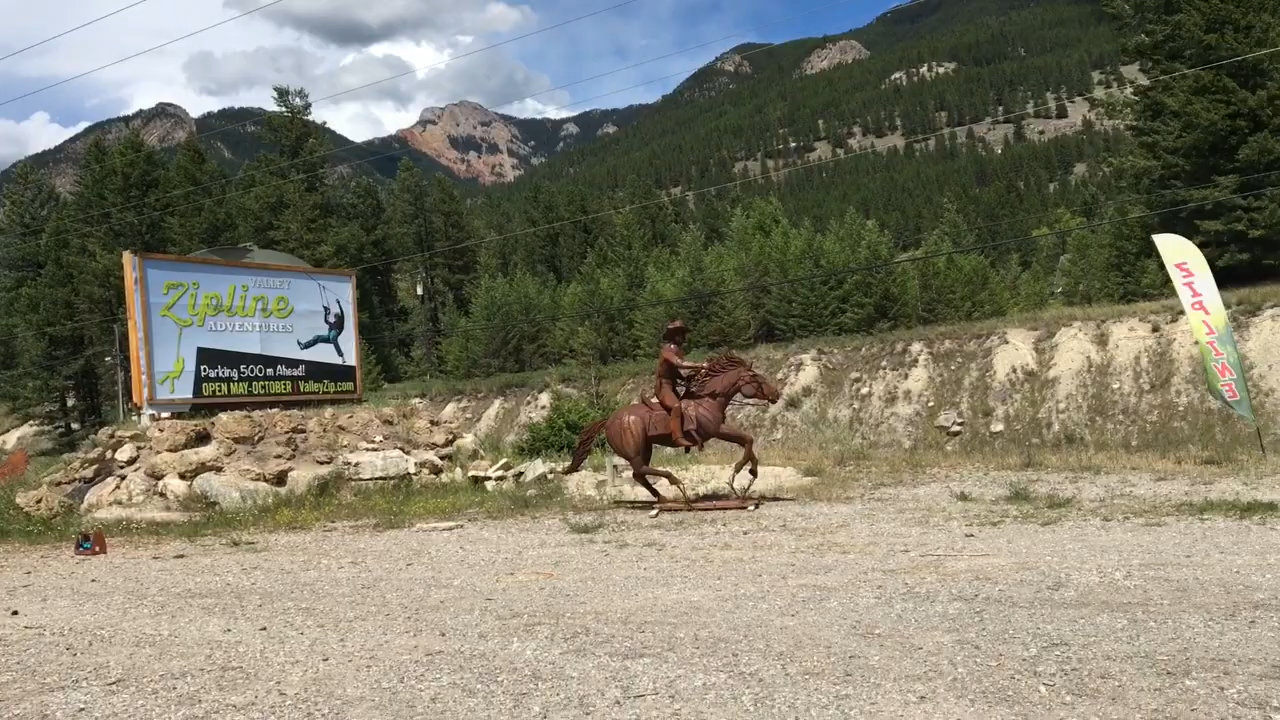 VALLEY
Zipline
ADVENTURES
Parking 500 m Ahead!
OPEN MAY-OCTOBER | ValleyZip.com
ZIPLINE